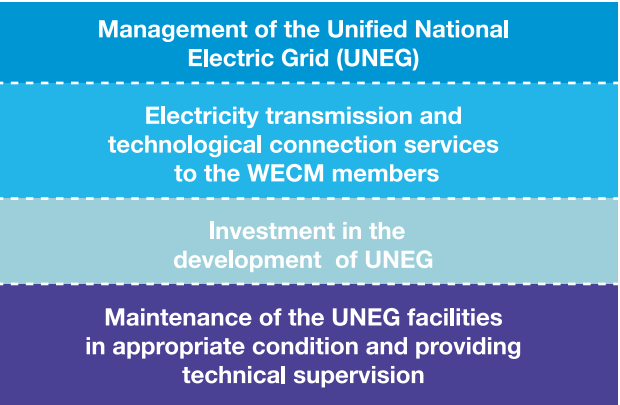 Management of the Unified National
Electric Grid (UNEG)
Electricity transmission and
technological connection services
to the WECM members
Investment in the
development of UNEG
Maintenance of the UNEG facilities
in appropriate condition and providing
technical supervision